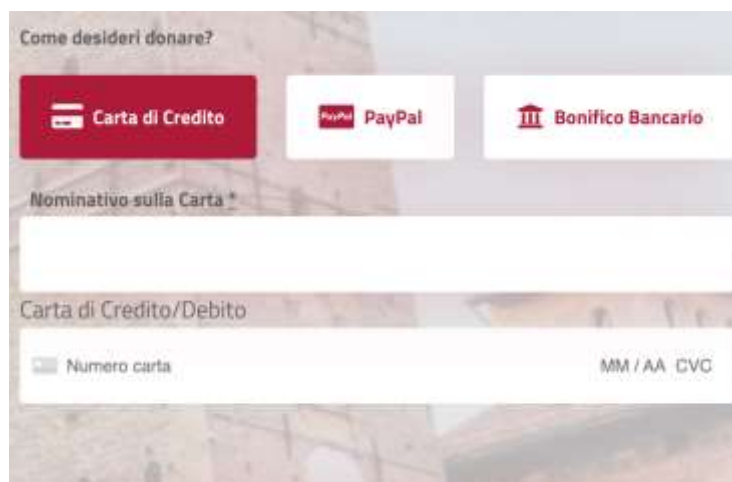 Come desideri donare?
Carta di Credito
PayPal PayPal
Bonifico Bancario
Nominativo sulla Carta *
Carta di Credito/Debito
Numero carta MM / AA CVC